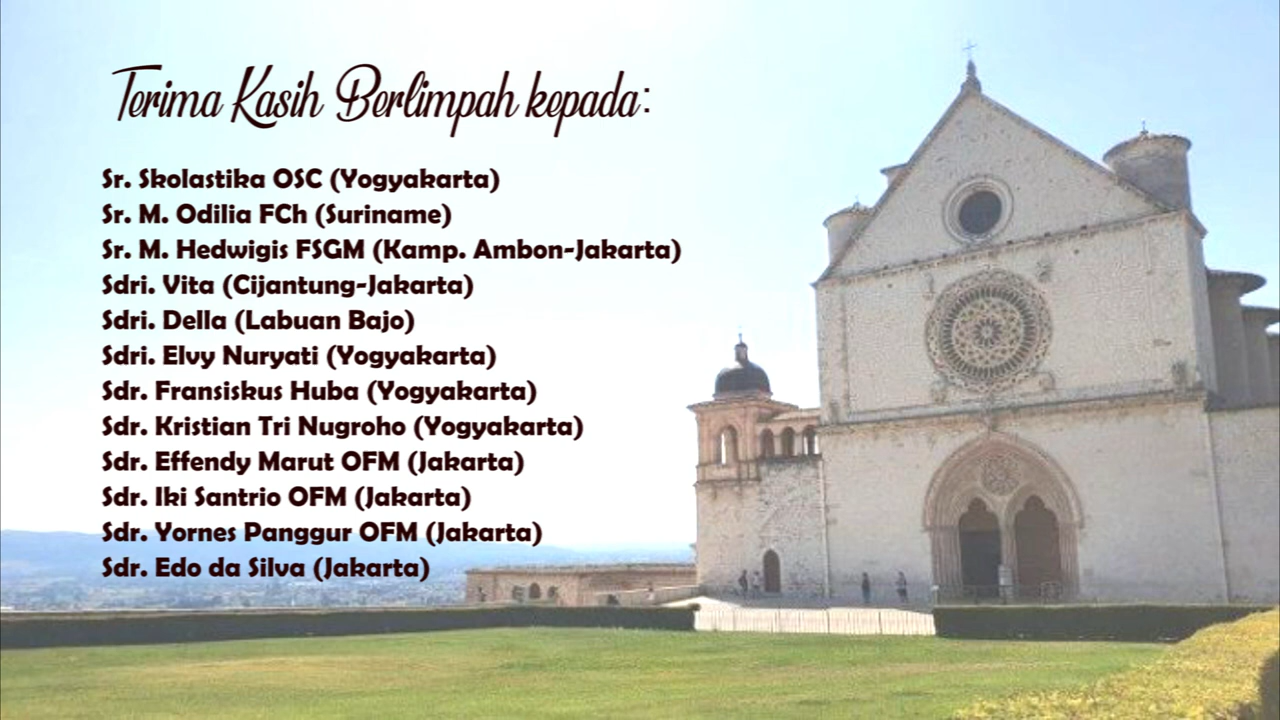 Terima Kasih Berlimpah kepada:
Sr. Skolastika OSC (Yogyakarta)
Sr. M. Odilia FCh (Suriname)
Sr. M. Hedwigis FSGM (Kamp. Ambon-Jakarta)
Sdri. Vita (Cijantung-Jakarta)
Sdri. Della (Labuan Bajo)
Sdri. Elvy Nuryati (Yogyakarta)
Sdr. Fransiskus Huba (Yogyakarta)
Sdr. Kristian Tri Nugroho (Yogyakarta)
Sdr. Effendy Marut OFM (Jakarta)
Sdr. Iki Santrio OFM (Jakarta)
Sdr. Yornes Panggur OFM (Jakarta)
Sdr. Edo da Silva (Jakarta)